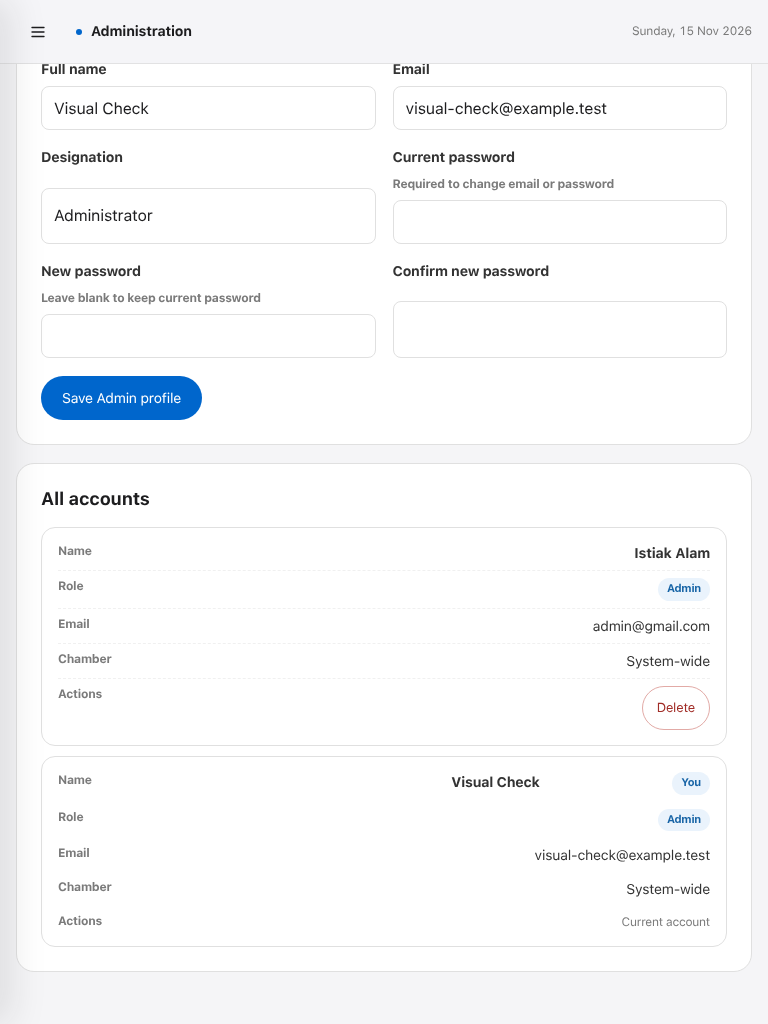 Administration
Sunday, 15 Nov 2026
Full name
Email
Visual Check
visual-check@example.test
Designation
Current password
Required to change email or password
Administrator
New password
Confirm new password
Leave blank to keep current password
Save Admin profile
All accounts
Name
Istiak Alam
Role
Admin
Email
admin@gmail.com
Chamber
System-wide
Actions
Delete
Name
Visual Check
You
Role
Admin
Email
visual-check@example.test
Chamber
System-wide
Actions
Current account